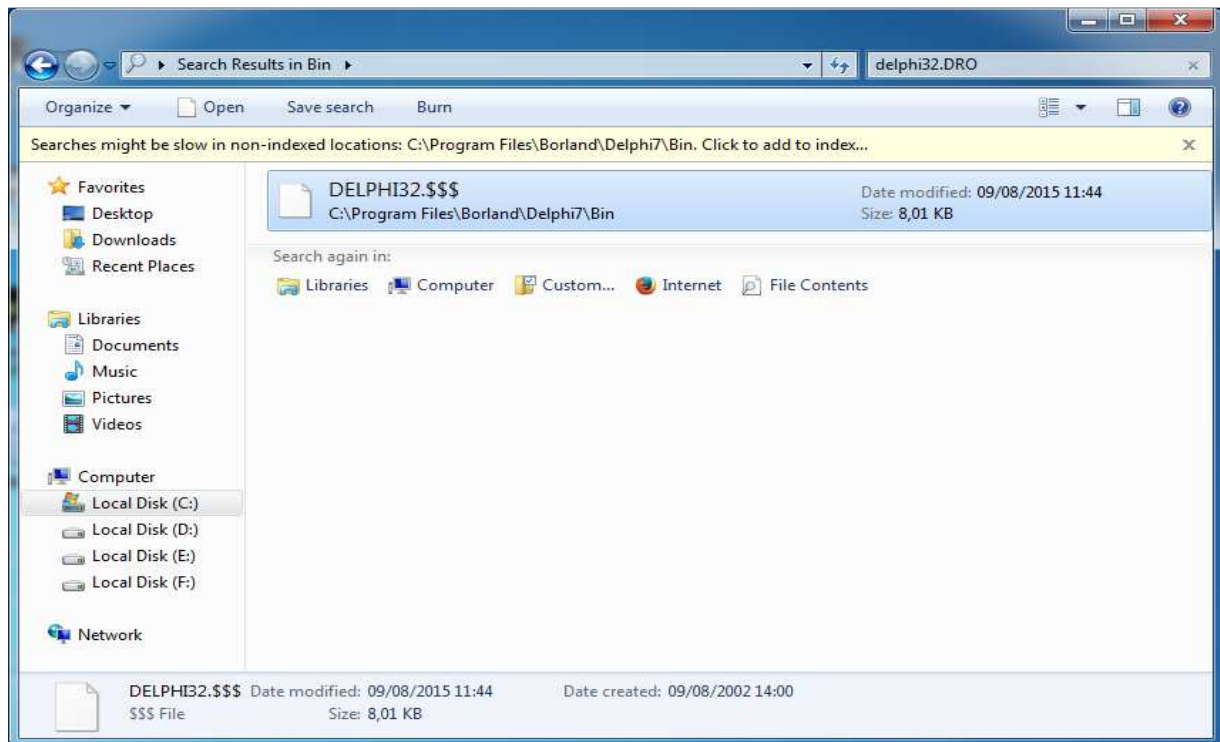 Search Results in Bin
delphi32.DRO
Organize
Open
Save search
Burn
Searches might be slow in non-indexed locations: C:\Program Files\Borland\Delphi7\Bin. Click to add to index...
Favorites
Desktop
Downloads
Recent Places
Libraries
Documents
Music
Pictures
Videos
Computer
Local Disk (C:)
Local Disk (D:)
Local Disk (E:)
Local Disk (F:)
Network
DELPHI32.$$$
Date modified: 09/08/2015 11:44
C:\Program Files\Borland\Delphi7\Bin
Size: 8,01 KB
Search again in:
Libraries
Computer
Custom...
Internet
File Contents
DELPHI32.$$$ Date modified: 09/08/2015 11:44 Date created: 09/08/2002 14:00
$$$ File Size: 8,01 KB